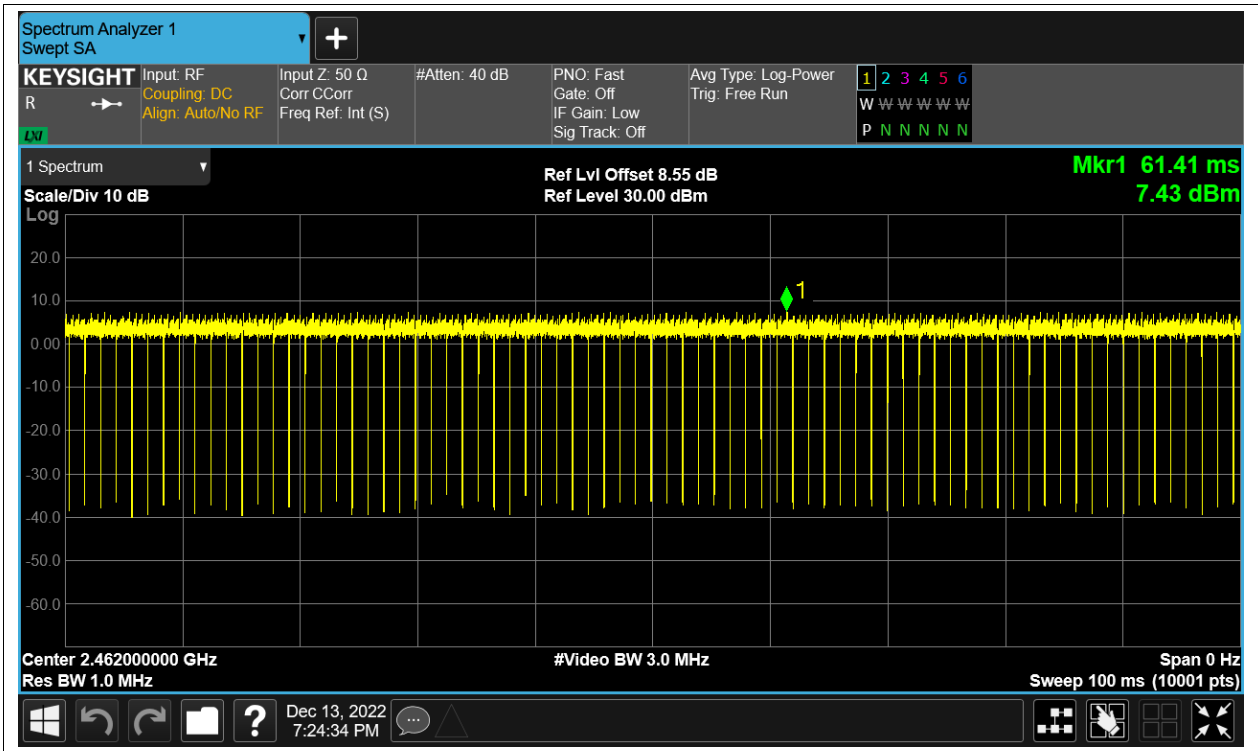 Spectrum Analyzer 1
Swept SA
KEYSIGHT
R
LXI
Input: RF
Coupling: DC
Align: Auto/No RF
Input Z: 50 Ω
Corr CCorr
Freq Ref: Int (S)
#Atten: 40 dB
PNO: Fast
Gate: Off
IF Gain: Low
Sig Track: Off
Avg Type: Log-Power
Trig: Free Run
1 2 3 4 5 6
W W W W W W
P N N N N N
1 Spectrum
Scale/Div 10 dB
Log
Ref Lvl Offset 8.55 dB
Ref Level 30.00 dBm
Mkr1 61.41 ms
7.43 dBm
20.0
10.0
0.00
-10.0
-20.0
-30.0
-40.0
-50.0
-60.0
1
Center 2.462000000 GHz
Res BW 1.0 MHz
#Video BW 3.0 MHz
Span 0 Hz
Sweep 100 ms (10001 pts)
?
Dec 13, 2022
7:24:34 PM